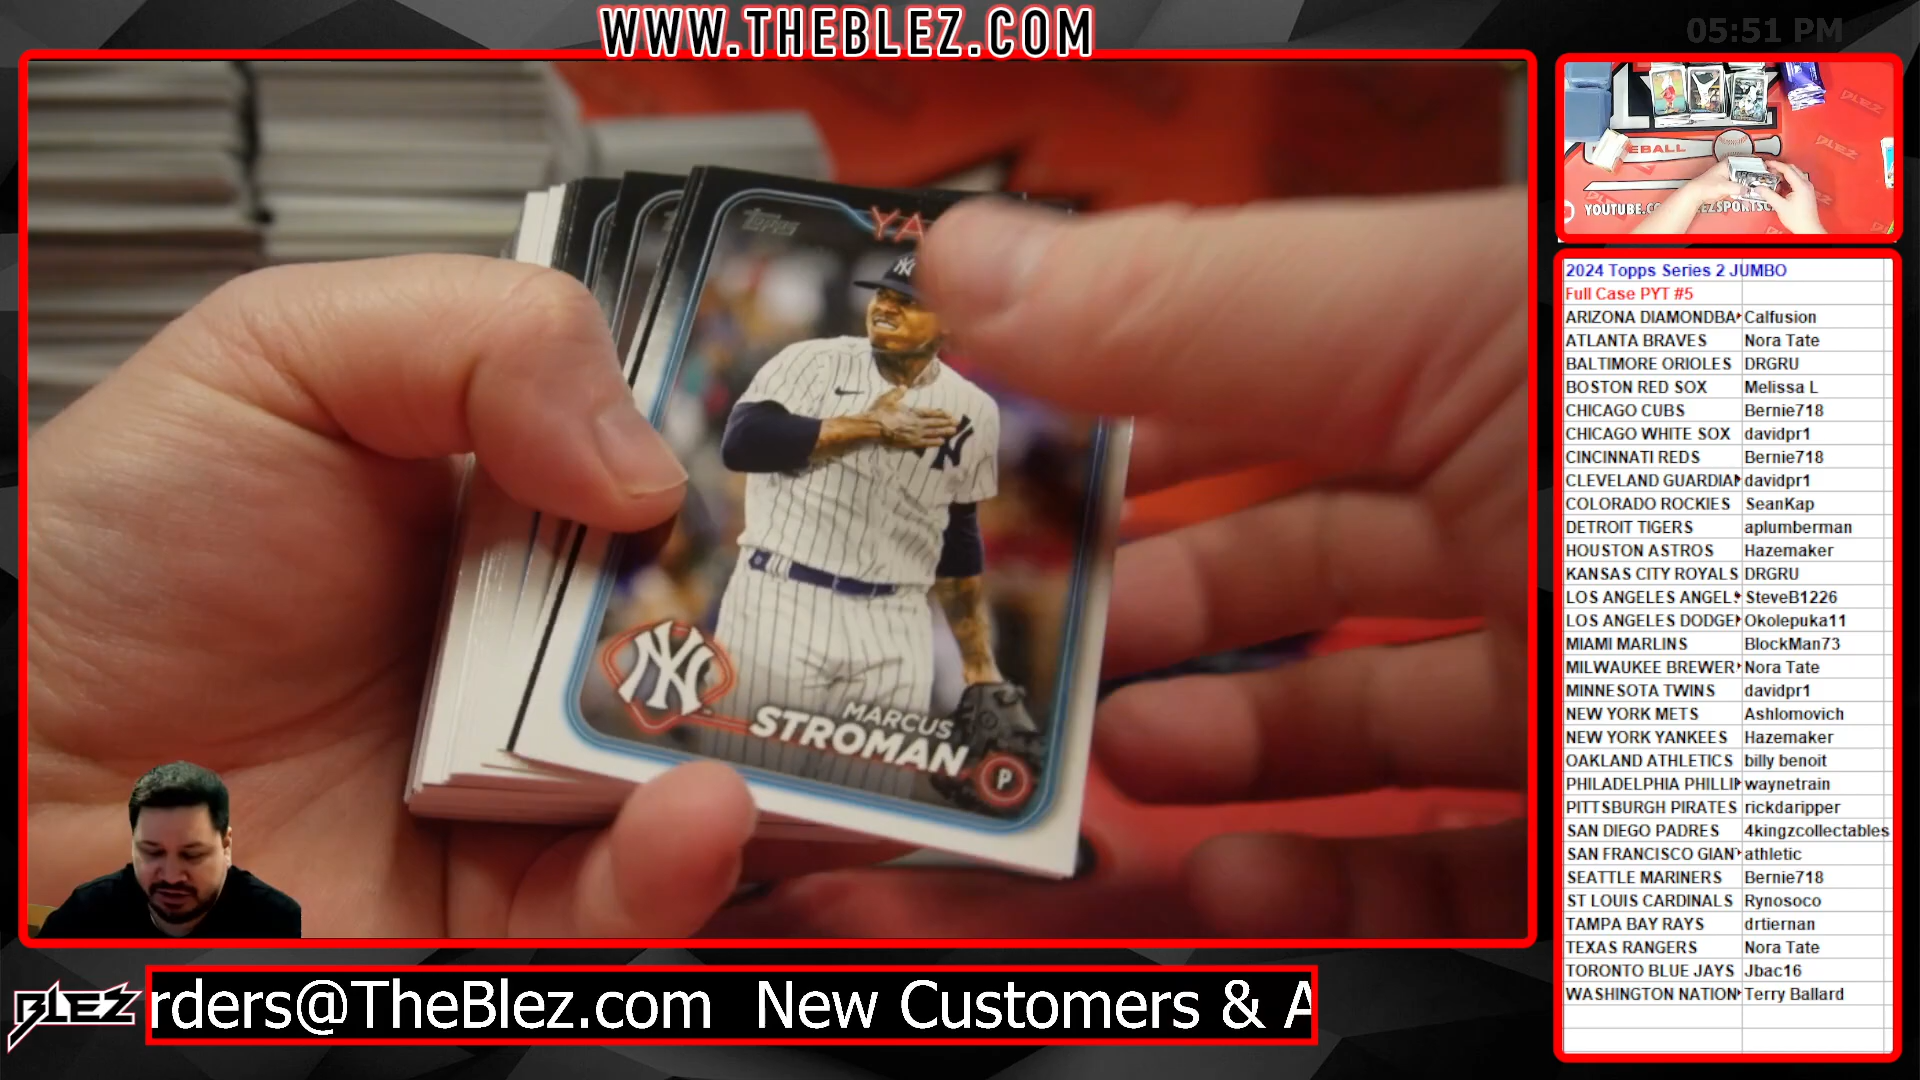 WWW.THEBLEZ.COM
05:51 PM
Topps
NY
MARCUS
STROMAN
P
YOUTUBE.CO
2024 Topps Series 2 JUMBO
Full Case PYT #5
ARIZONA DIAMONDBA Calfusion
ATLANTA BRAVES Nora Tate
BALTIMORE ORIOLES DRGRU
BOSTON RED SOX Melissa L
CHICAGO CUBS Bernie718
CHICAGO WHITE SOX davidpr1
CINCINNATI REDS Bernie718
CLEVELAND GUARDIAN davidpr1
COLORADO ROCKIES SeanKap
DETROIT TIGERS aplumberman
HOUSTON ASTROS Hazemaker
KANSAS CITY ROYALS DRGRU
LOS ANGELES ANGELS SteveB1226
LOS ANGELES DODGE Okolepuka11
MIAMI MARLINS BlockMan73
MILWAUKEE BREWER Nora Tate
MINNESOTA TWINS davidpr1
NEW YORK METS Ashlomovich
NEW YORK YANKEES Hazemaker
OAKLAND ATHLETICS billy benoit
PHILADELPHIA PHILLI waynetrain
PITTSBURGH PIRATES rickdaripper
SAN DIEGO PADRES 4kingzcollectables
SAN FRANCISCO GIAN athletic
SEATTLE MARINERS Bernie718
ST LOUIS CARDINALS Rynosoco
TAMPA BAY RAYS drtiernan
TEXAS RANGERS Nora Tate
TORONTO BLUE JAYS Jbac16
WASHINGTON NATION Terry Ballard
BLEZ
rders@TheBlez.com New Customers & A